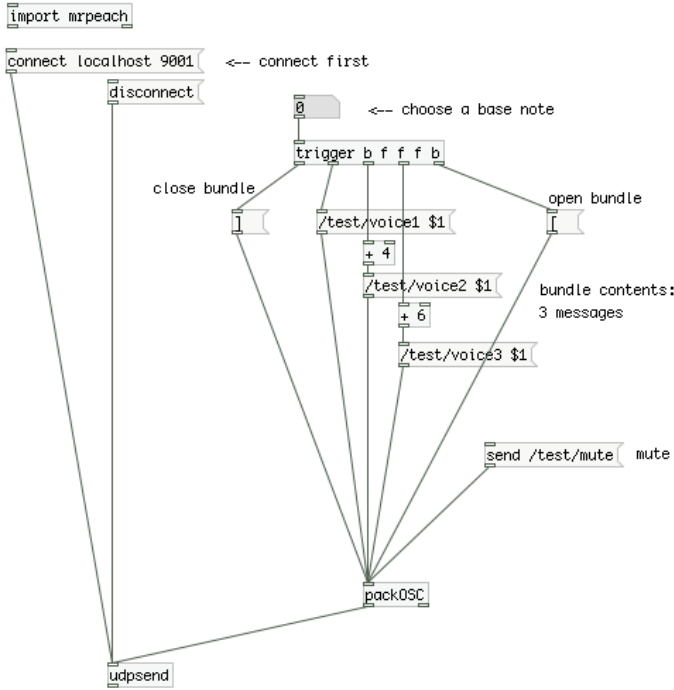 import mrpeach
connect localhost 9001
<-- connect first
disconnect
0
<-- choose a base note
trigger b f f f b
close bundle
open bundle
]
/test/voice1 $1
[
+ 4
/test/voice2 $1
bundle contents:
3 messages
+ 6
/test/voice3 $1
send /test/mute
mute
packOSC
udpsend